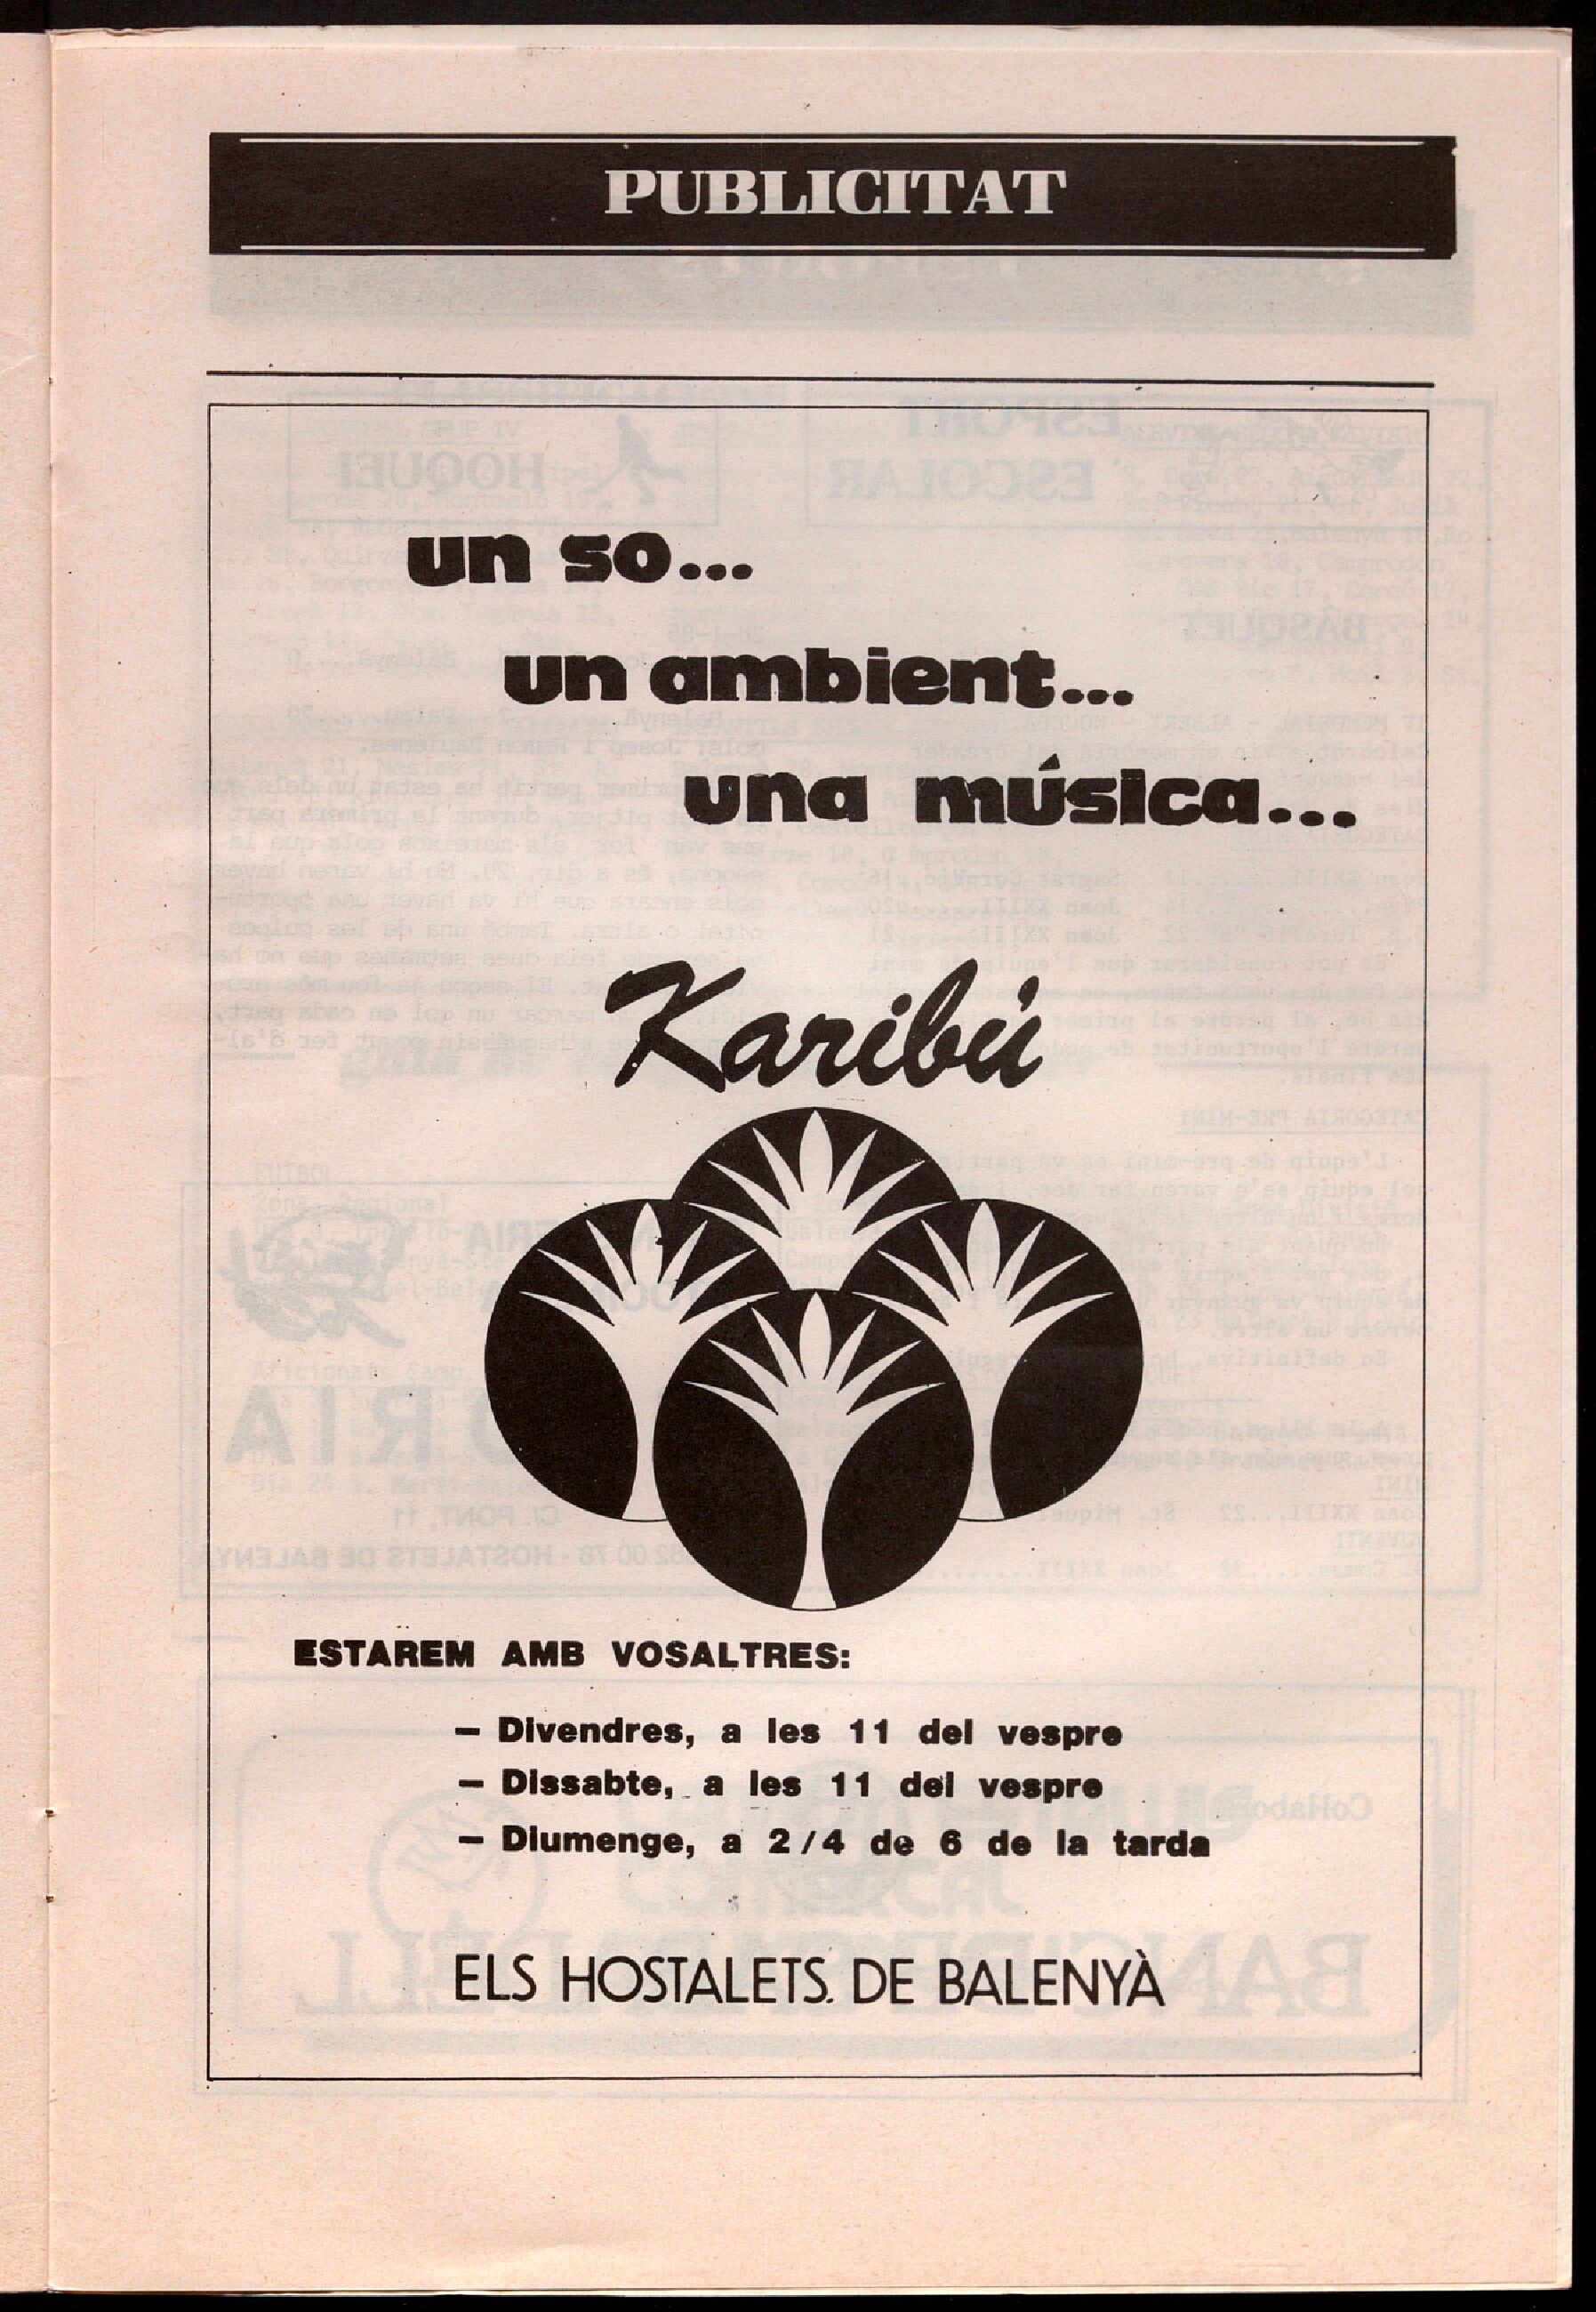 PUBLICITAT
un so...
un ambient...
una música...
Karibú
ESTAREM AMB VOSALTRES:
– Divendres, a les 11 del vespre
– Dissabte, a les 11 del vespre
– Diumenge, a 2/4 de 6 de la tarda
ELS HOSTALETS DE BALENYÀ